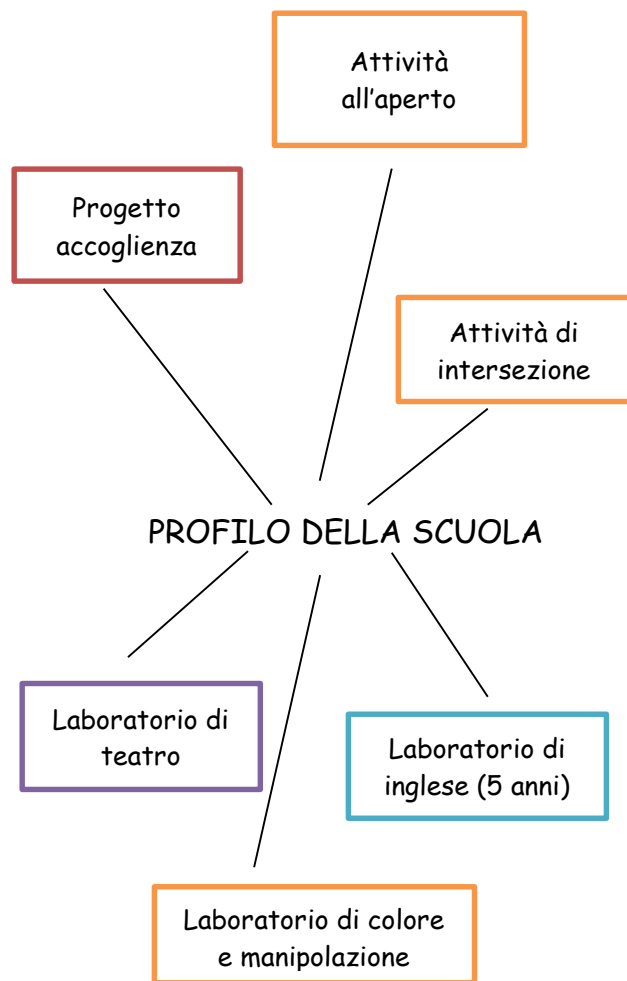 Attività
all'aperto
Progetto
accoglienza
Attività di
intersezione
PROFILO DELLA SCUOLA
Laboratorio di
teatro
Laboratorio di
inglese (5 anni)
Laboratorio di colore
e manipolazione